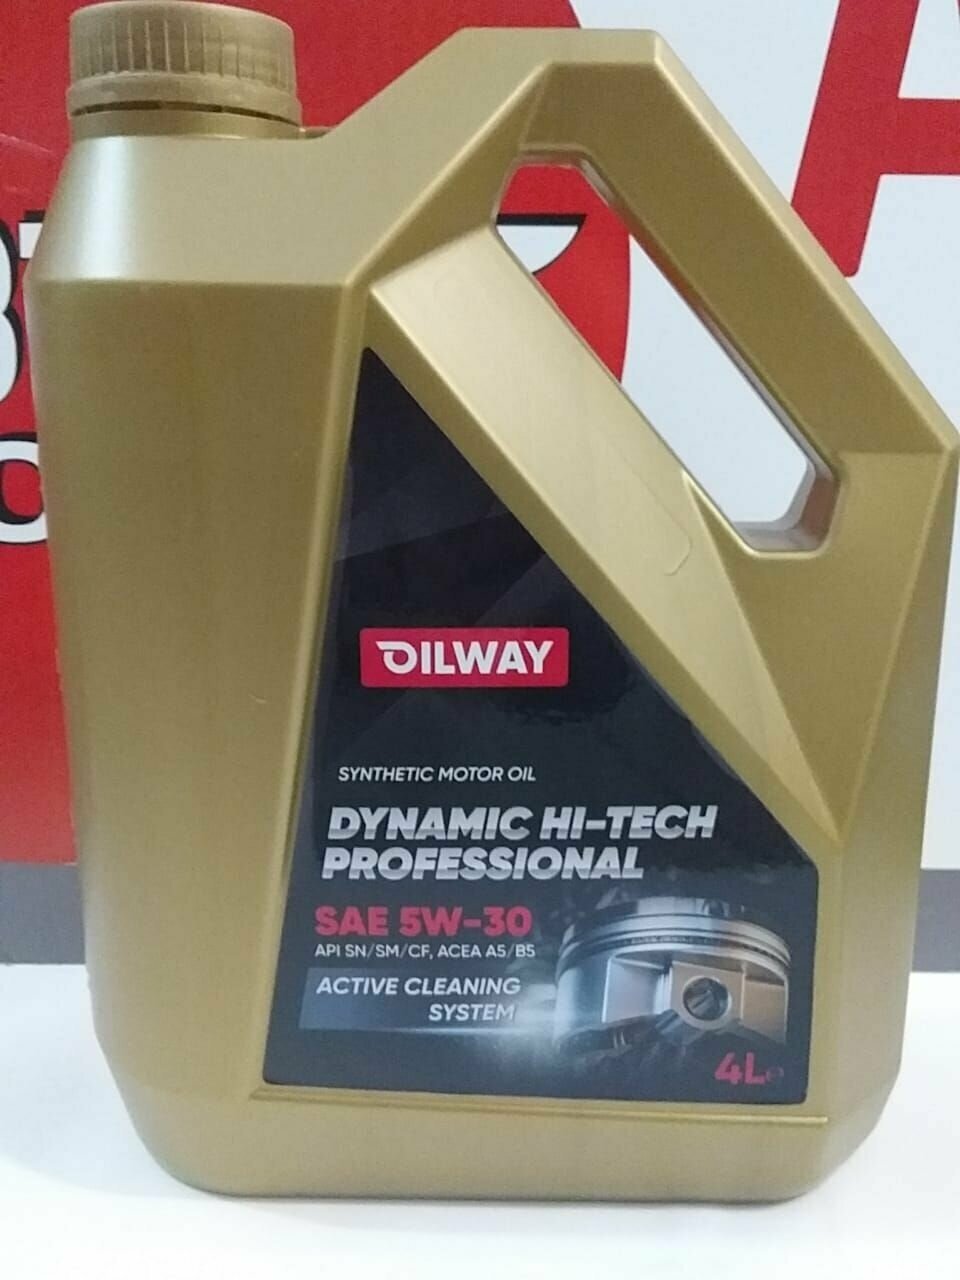 OILWAY
SYNTHETIC MOTOR OIL
DYNAMIC HI-TECH
PROFESSIONAL
SAE 5W-30
API SN/SM/CF, ACEA A5/B5
ACTIVE CLEANING
SYSTEM
4L℮